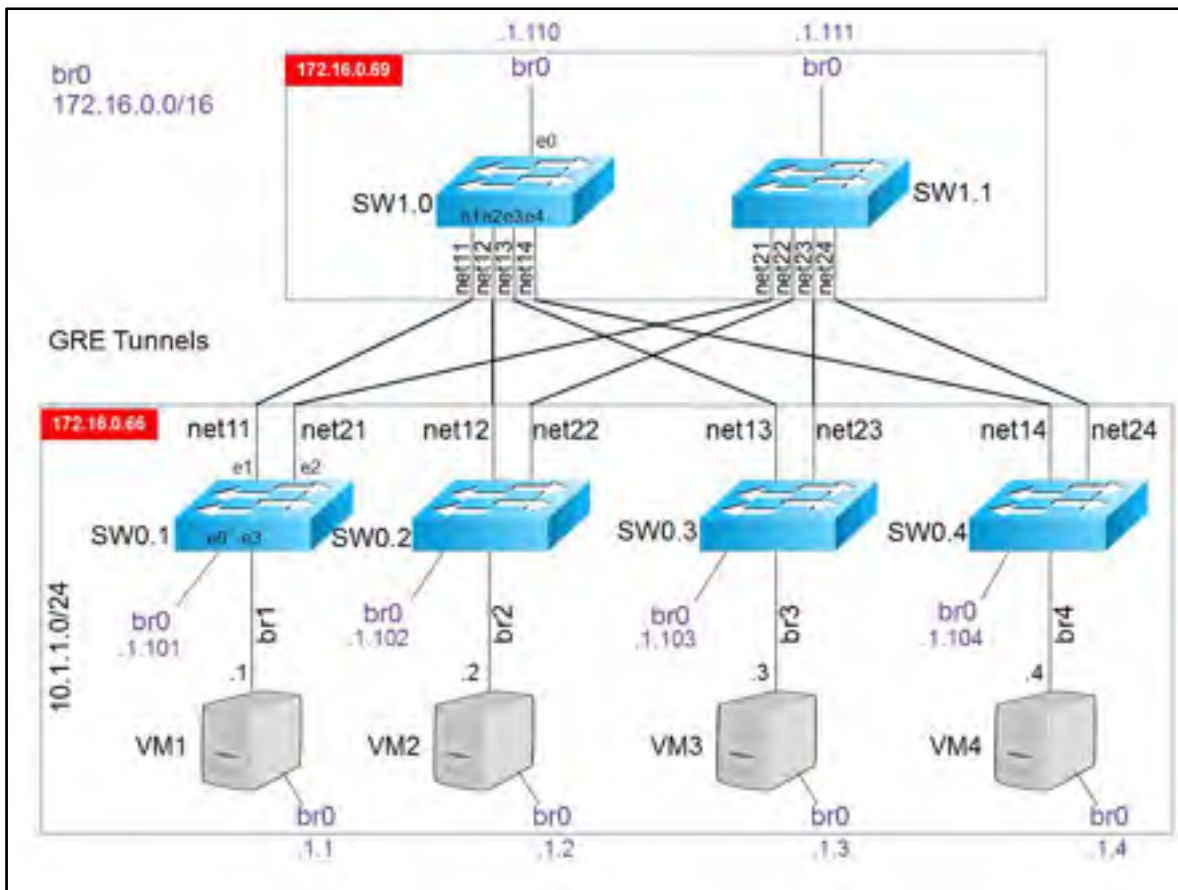 .1.110
.1.111
br0
172.16.0.0/16
172.16.0.69
br0
br0
e0
SW1.0
SW1.1
e2e3e4
net11
net12
net13
net14
net21
net22
net23
net24
GRE Tunnels
172.16.0.66
net11
net21
net12
net22
net13
net23
net14
net24
e1
e2
SW0.1
e0
e3
SW0.2
SW0.3
SW0.4
10.1.1.0/24
br0
.1.101
br1
br0
.1.102
br2
br0
.1.103
br3
br0
.1.104
br4
.1
.2
.3
.4
VM1
VM2
VM3
VM4
br0
br0
br0
br0
.1.1
.1.2
.1.3
.1.4